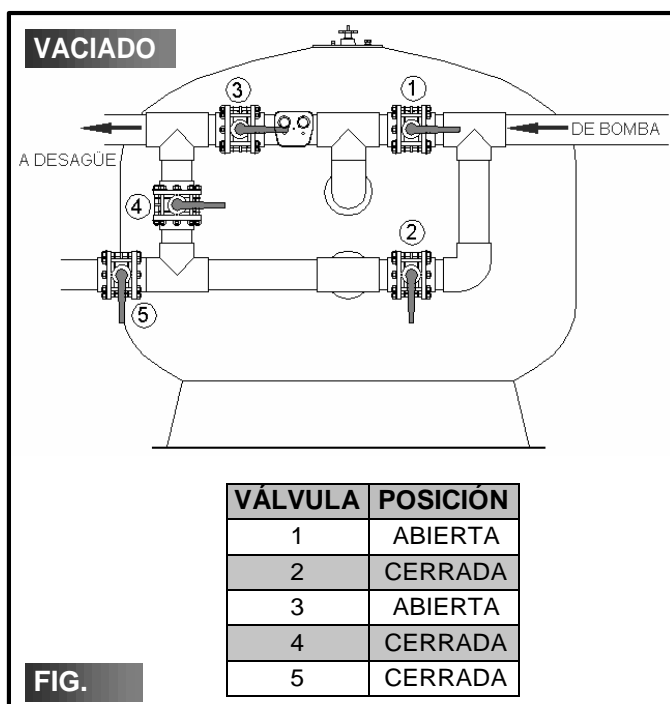 VACIADO
3
1
A DESAGÜE
DE BOMBA
4
2
5
VÁLVULA POSICIÓN
1 ABIERTA
2 CERRADA
3 ABIERTA
4 CERRADA
5 CERRADA
FIG.